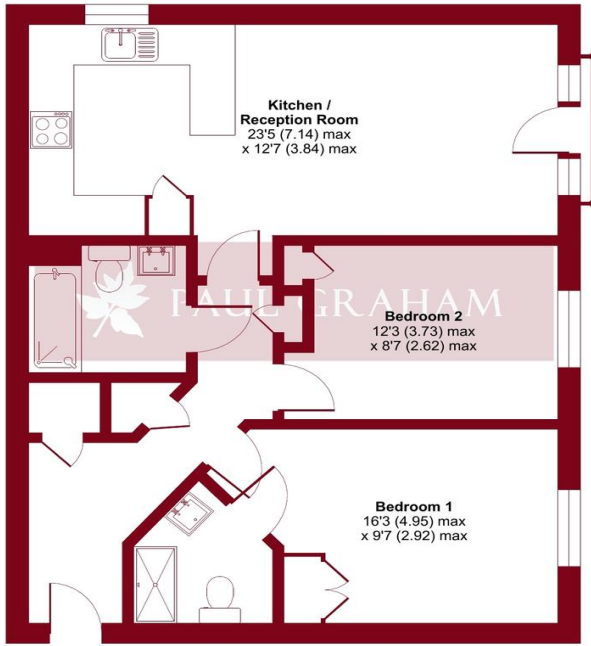 Kitchen /
Reception Room
23'5 (7.14) max
x 12'7 (3.84) max
PAUL GRAHAM
Bedroom 2
12'3 (3.73) max
x 8'7 (2.62) max
Bedroom 1
16'3 (4.95) max
x 9'7 (2.92) max